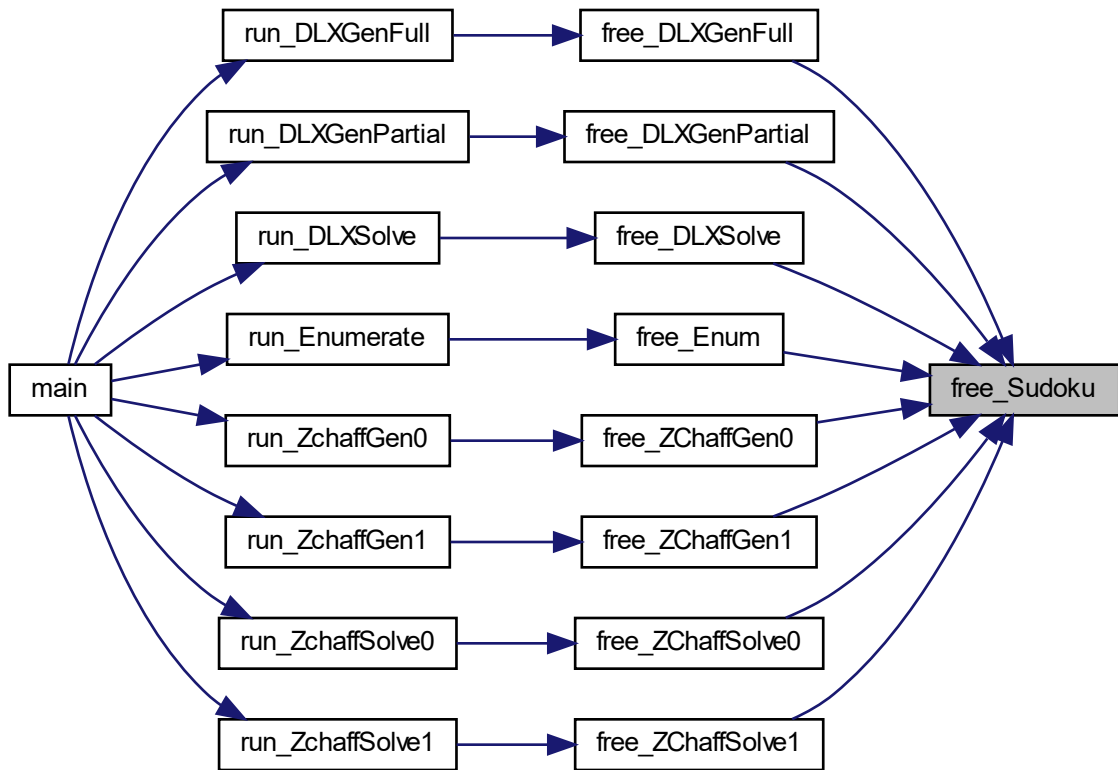 run_DLXGenFull
free_DLXGenFull
run_DLXGenPartial
free_DLXGenPartial
run_DLXSolve
free_DLXSolve
run_Enumerate
free_Enum
main
free_Sudoku
run_ZchaffGen0
free_ZChaffGen0
run_ZchaffGen1
free_ZChaffGen1
run_ZchaffSolve0
free_ZChaffSolve0
run_ZchaffSolve1
free_ZChaffSolve1